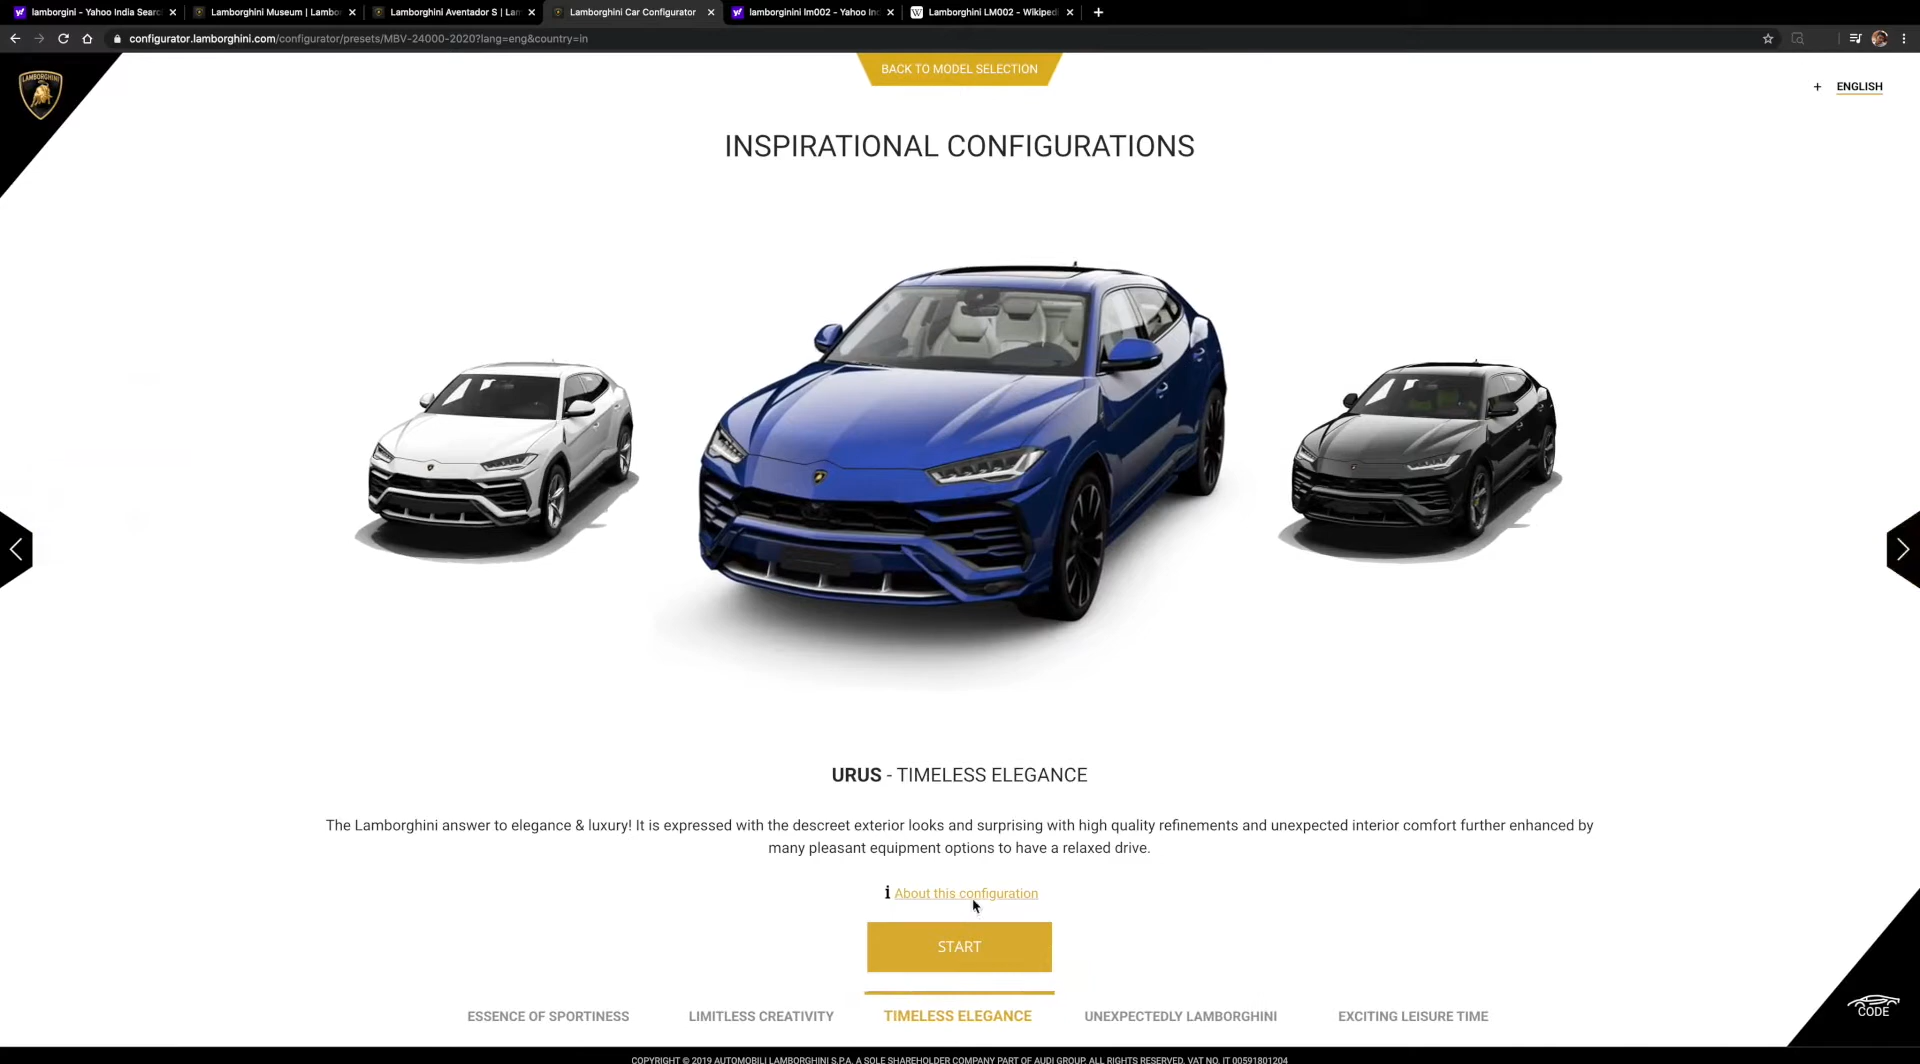 lamborgini - Yahoo India Searc
Lamborghini Museum | Lambor
Lamborghini Aventador S | Lam
Lamborghini Car Configurator
lamborginini lm002 - Yahoo Inc
Lamborghini LM002 - Wikiped
configurator.lamborghini.com/configurator/presets/MBV-24000-2020?lang=eng&country=in
LAMBORGHINI
BACK TO MODEL SELECTION
+ ENGLISH
INSPIRATIONAL CONFIGURATIONS
URUS - TIMELESS ELEGANCE
The Lamborghini answer to elegance & luxury! It is expressed with the descreet exterior looks and surprising with high quality refinements and unexpected interior comfort further enhanced by
many pleasant equipment options to have a relaxed drive.
i About this configuration
START
CODE
ESSENCE OF SPORTINESS
LIMITLESS CREATIVITY
TIMELESS ELEGANCE
UNEXPECTEDLY LAMBORGHINI
EXCITING LEISURE TIME
COPYRIGHT © 2019 AUTOMOBILI LAMBORGHINI S.P.A. A SOLE SHAREHOLDER COMPANY PART OF AUDI GROUP. ALL RIGHTS RESERVED. VAT NO. IT 00591801204